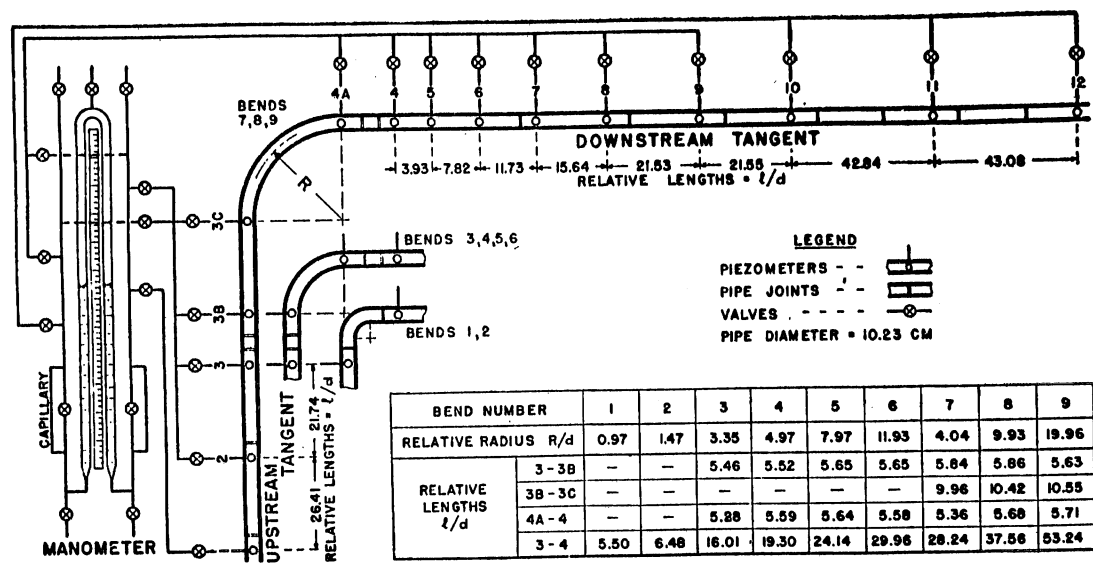 4A 4 5 6 7 8 9 10 11 12
BENDS
7,8,9
DOWNSTREAM TANGENT
3.93 7.82 11.73 15.64 21.53 21.55 42.84 43.08
RELATIVE LENGTHS = l/d
R
3C
BENDS 3,4,5,6
LEGEND
PIEZOMETERS - -
PIPE JOINTS - -
VALVES - - - - -
PIPE DIAMETER = 10.23 CM
3B
BENDS 1,2
3
CAPILLARY
2
UPSTREAM
TANGENT
26.41 21.74
RELATIVE LENGTHS = l/d
1
MANOMETER
BEND NUMBER 1 2 3 4 5 6 7 8 9
RELATIVE RADIUS R/d 0.97 1.47 3.35 4.97 7.97 11.93 4.04 9.93 19.96
RELATIVE
LENGTHS
l/d
3-3B — — 5.46 5.52 5.65 5.65 5.84 5.86 5.63
3B-3C — — — — — — 9.96 10.42 10.55
4A-4 — — 5.28 5.59 5.64 5.58 5.36 5.68 5.71
3-4 5.50 6.48 16.01 19.30 24.14 29.96 28.24 37.56 53.24